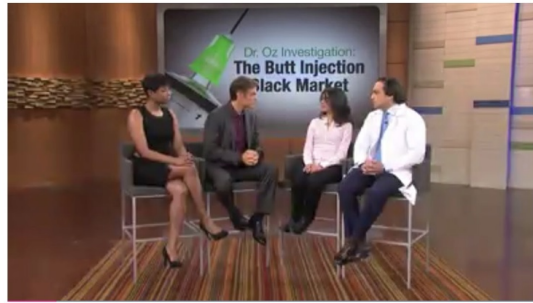 Dr. Oz Investigation:
The Butt Injection
Black Market